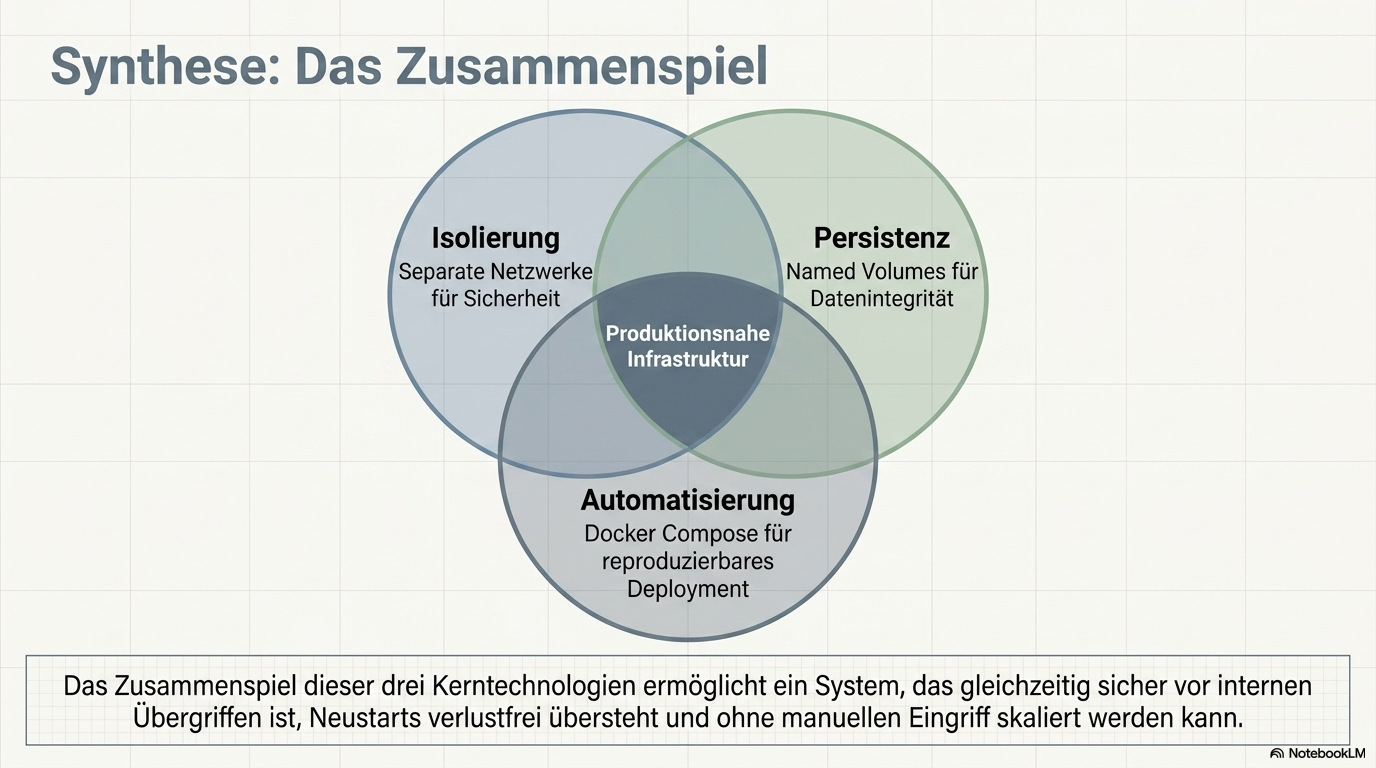 Synthese: Das Zusammenspiel
Isolierung
Separate Netzwerke
für Sicherheit
Persistenz
Named Volumes für
Datenintegrität
Produktionsnahe
Infrastruktur
Automatisierung
Docker Compose für
reproduzierbares
Deployment
Das Zusammenspiel dieser drei Kerntechnologien ermöglicht ein System, das gleichzeitig sicher vor internen
Übergriffen ist, Neustarts verlustfrei übersteht und ohne manuellen Eingriff skaliert werden kann.
NotebookLM